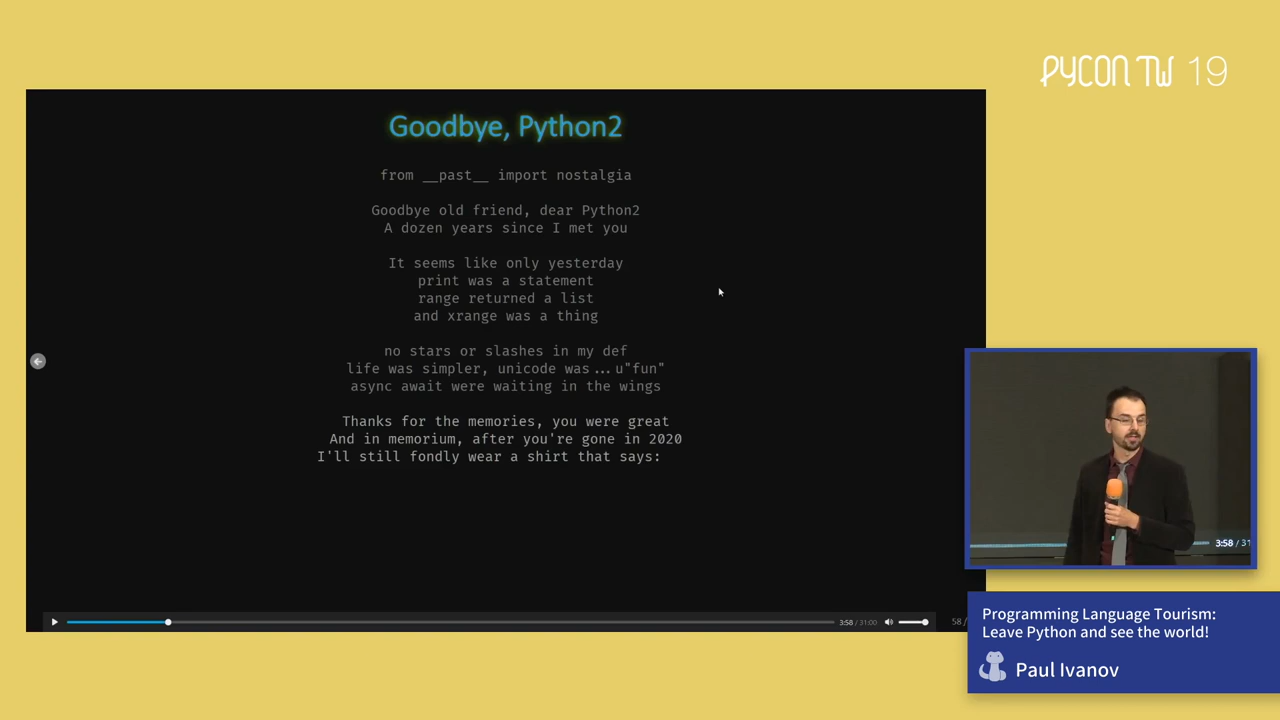 PYCON TW 19
Goodbye, Python2
from __past__ import nostalgia
Goodbye old friend, dear Python2
A dozen years since I met you
It seems like only yesterday
print was a statement
range returned a list
and xrange was a thing
no stars or slashes in my def
life was simpler, unicode was...u"fun"
async await were waiting in the wings
Thanks for the memories, you were great
And in memorium, after you're gone in 2020
I'll still fondly wear a shirt that says:
3:58 / 31:00
58/
3:58 / 31
Programming Language Tourism:
Leave Python and see the world!
Paul Ivanov